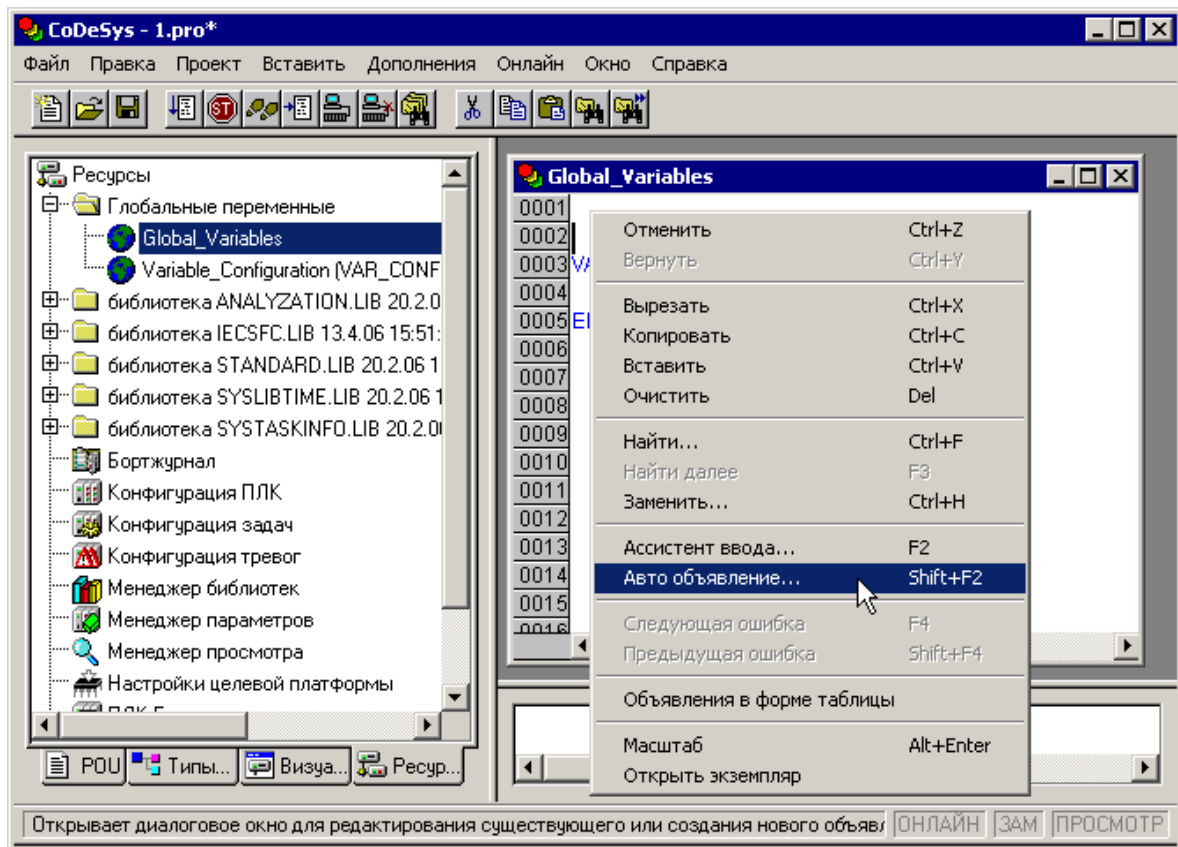 CoDeSys - 1.pro*
Файл Правка Проект Вставить Дополнения Онлайн Окно Справка
Ресурсы
Глобальные переменные
Global_Variables
Variable_Configuration (VAR_CONF
библиотека ANALYZATION.LIB 20.2.0
библиотека IECSFC.LIB 13.4.06 15:51:
библиотека STANDARD.LIB 20.2.06 1
библиотека SYSLIBTIME.LIB 20.2.06 1
библиотека SYSTASKINFO.LIB 20.2.0
Бортжурнал
Конфигурация ПЛК
Конфигурация задач
Конфигурация тревог
Менеджер библиотек
Менеджер параметров
Менеджер просмотра
Настройки целевой платформы
POU Типы... Визуа... Ресур...
Global_Variables
0001
0002
0003 VA
0004
0005 E
0006
0007
0008
0009
0010
0011
0012
0013
0014
0015
0016
Отменить Ctrl+Z
Вернуть Ctrl+Y
Вырезать Ctrl+X
Копировать Ctrl+C
Вставить Ctrl+V
Очистить Del
Найти... Ctrl+F
Найти далее F3
Заменить... Ctrl+H
Ассистент ввода... F2
Авто объявление... Shift+F2
Следующая ошибка F4
Предыдущая ошибка Shift+F4
Объявления в форме таблицы
Масштаб Alt+Enter
Открыть экземпляр
Открывает диалоговое окно для редактирования существующего или создания нового объявл ОНЛАЙН ЗАМ ПРОСМОТР